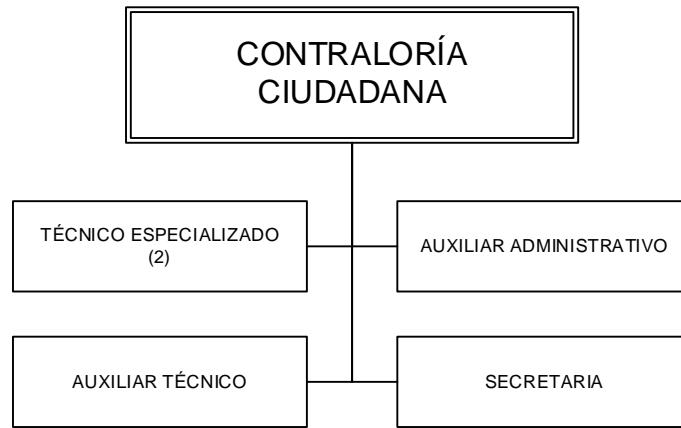 CONTRALORÍA
CIUDADANA
TÉCNICO ESPECIALIZADO
(2)
AUXILIAR ADMINISTRATIVO
AUXILIAR TÉCNICO
SECRETARIA